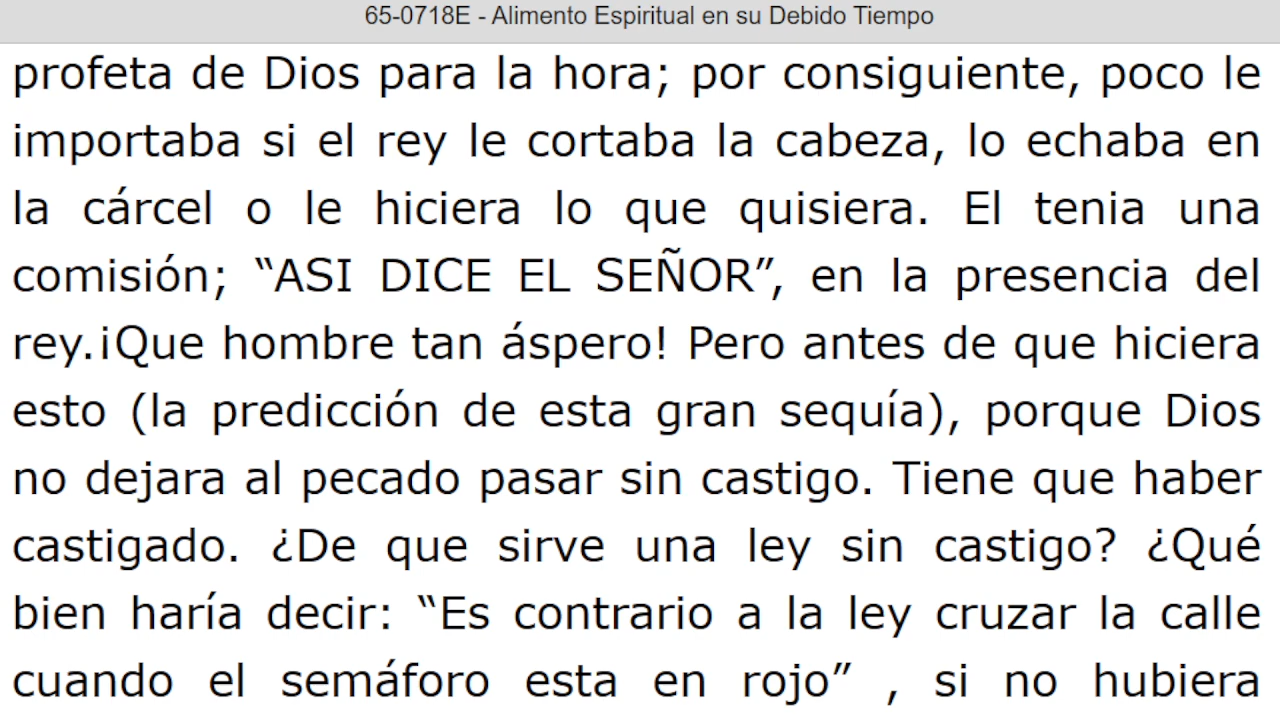 65-0718E - Alimento Espiritual en su Debido Tiempo
profeta de Dios para la hora; por consiguiente, poco le
importaba si el rey le cortaba la cabeza, lo echaba en
la cárcel o le hiciera lo que quisiera. El tenia una
comisión; “ASI DICE EL SEÑOR”, en la presencia del
rey.¡Que hombre tan áspero! Pero antes de que hiciera
esto (la predicción de esta gran sequía), porque Dios
no dejara al pecado pasar sin castigo. Tiene que haber
castigado. ¿De que sirve una ley sin castigo? ¿Qué
bien haría decir: “Es contrario a la ley cruzar la calle
cuando el semáforo esta en rojo” , si no hubiera